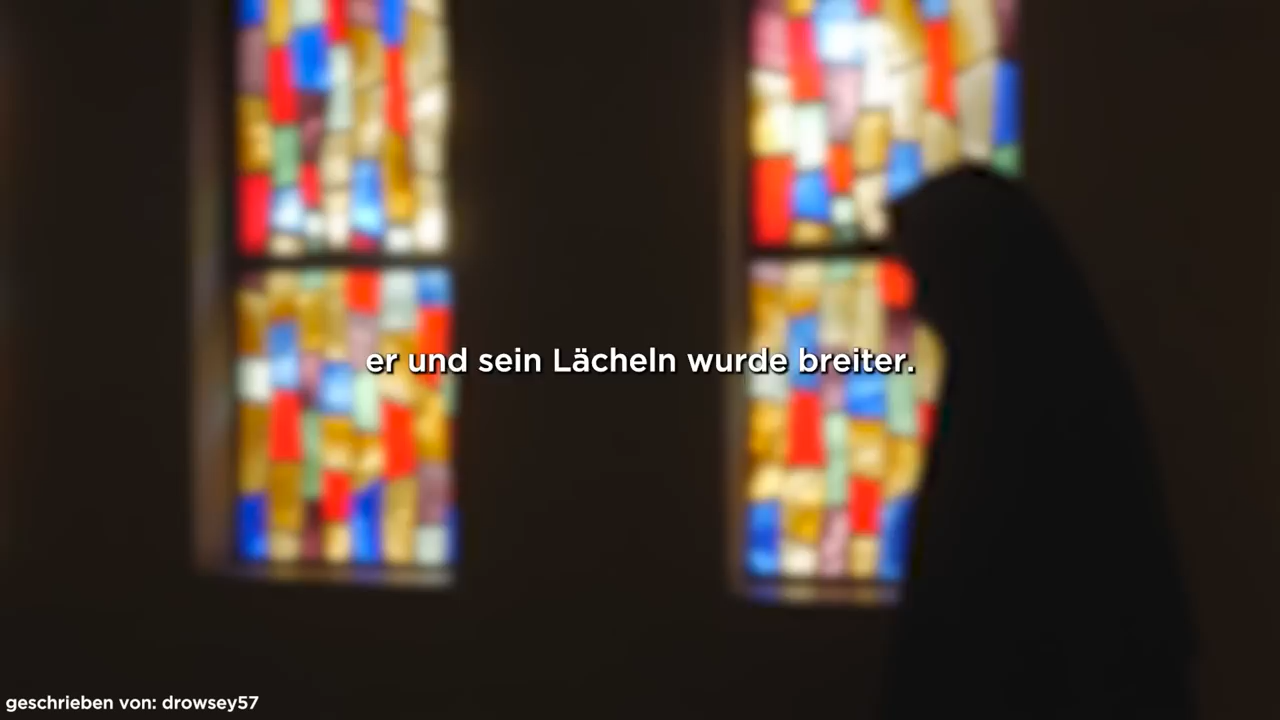 er und sein Lächeln wurde breiter.
geschrieben von: drowsey57